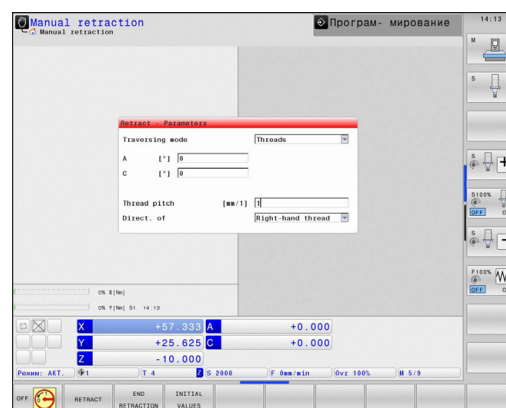 Manual retraction
Manual retraction
Програм- мирование
14:13
M
S
Retract - Parameters
Traversing mode Threads
A [°] 0
C [°] 0
Thread pitch [mm/1] 1
Direct. of Right-hand thread
S
S100%
OFF
S
F100%
OFF
0% X[Nm]
0% Y[Nm] S1 14:13
X +57.333 A +0.000
Y +25.625 C +0.000
Z -10.000
Режим: АКТ. 1 T 4 Z S 2000 F 0mm/min Ovr 100% M 5/9
OFF
RETRACT
END RETRACTION
INITIAL VALUES